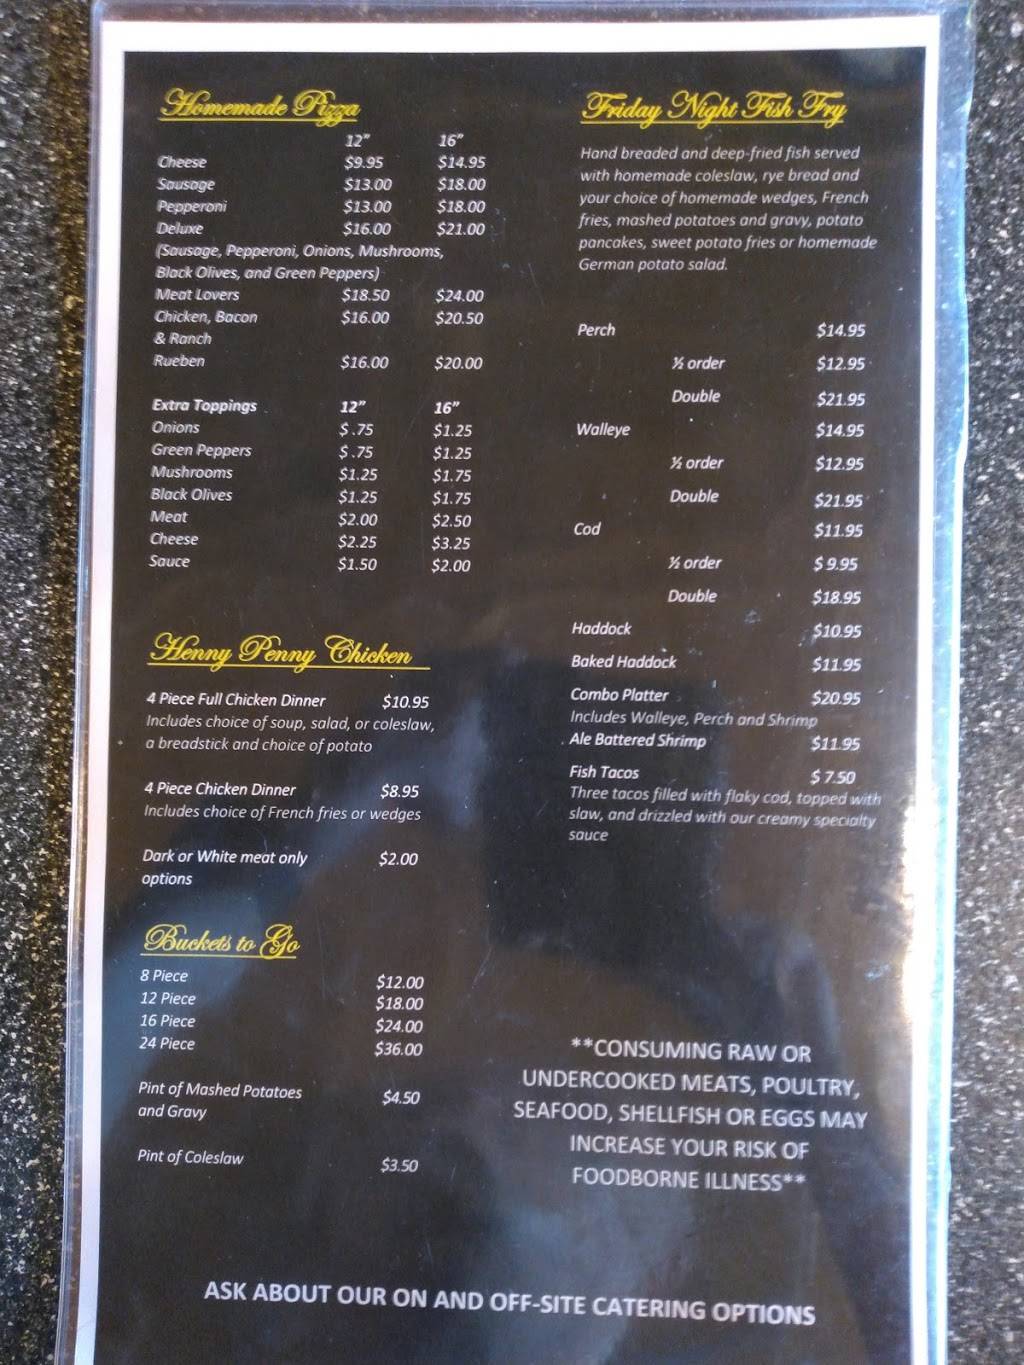 Homemade Pizza
12" 16"
Cheese $9.95 $14.95
Sausage $13.00 $18.00
Pepperoni $13.00 $18.00
Deluxe $16.00 $21.00
(Sausage, Pepperoni, Onions, Mushrooms,
Black Olives, and Green Peppers)
Meat Lovers $18.50 $24.00
Chicken, Bacon $16.00 $20.50
& Ranch
Rueben $16.00 $20.00
Extra Toppings 12" 16"
Onions $ .75 $1.25
Green Peppers $ .75 $1.25
Mushrooms $1.25 $1.75
Black Olives $1.25 $1.75
Meat $2.00 $2.50
Cheese $2.25 $3.25
Sauce $1.50 $2.00
Henny Penny Chicken
4 Piece Full Chicken Dinner $10.95
Includes choice of soup, salad, or coleslaw,
a breadstick and choice of potato
4 Piece Chicken Dinner $8.95
Includes choice of French fries or wedges
Dark or White meat only $2.00
options
Buckets to Go
8 Piece $12.00
12 Piece $18.00
16 Piece $24.00
24 Piece $36.00
Pint of Mashed Potatoes $4.50
and Gravy
Pint of Coleslaw $3.50
Friday Night Fish Fry
Hand breaded and deep-fried fish served
with homemade coleslaw, rye bread and
your choice of homemade wedges, French
fries, mashed potatoes and gravy, potato
pancakes, sweet potato fries or homemade
German potato salad.
Perch $14.95
½ order $12.95
Double $21.95
Walleye $14.95
½ order $12.95
Double $21.95
Cod $11.95
½ order $ 9.95
Double $18.95
Haddock $10.95
Baked Haddock $11.95
Combo Platter $20.95
Includes Walleye, Perch and Shrimp
Ale Battered Shrimp $11.95
Fish Tacos $ 7.50
Three tacos filled with flaky cod, topped with
slaw, and drizzled with our creamy specialty
sauce
**CONSUMING RAW OR
UNDERCOOKED MEATS, POULTRY,
SEAFOOD, SHELLFISH OR EGGS MAY
INCREASE YOUR RISK OF
FOODBORNE ILLNESS**
ASK ABOUT OUR ON AND OFF-SITE CATERING OPTIONS